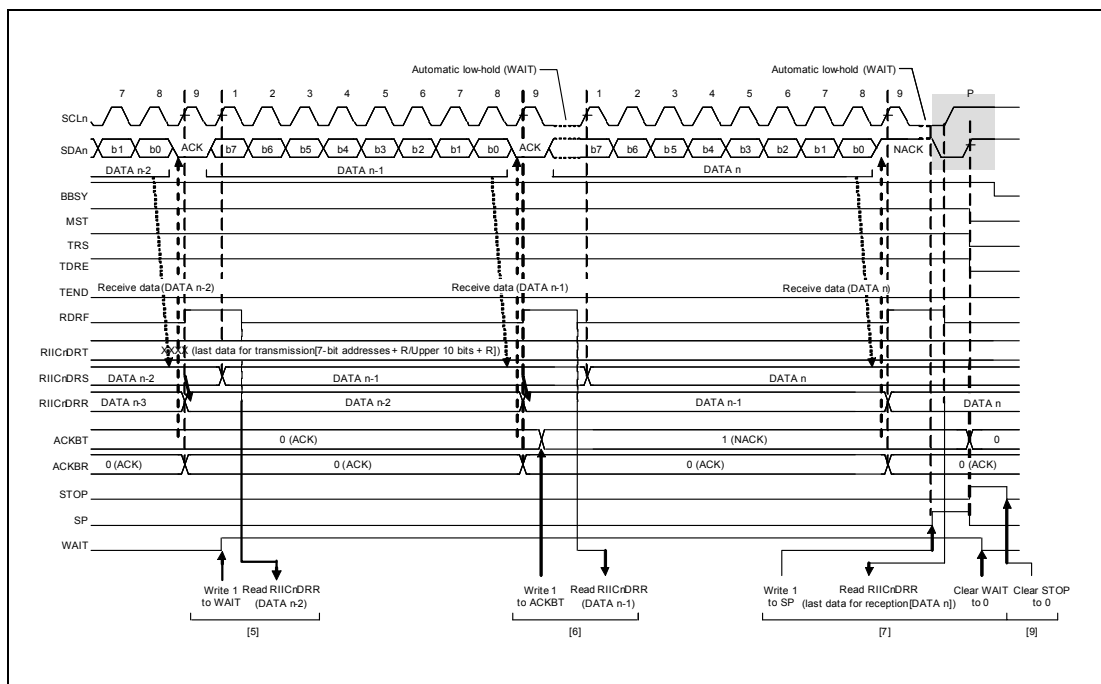 Automatic low-hold (WAIT) Automatic low-hold (WAIT)
7 8 9 1 2 3 4 5 6 7 8 9 1 2 3 4 5 6 7 8 9 P
SCLn
SDAn b1 b0 ACK b7 b6 b5 b4 b3 b2 b1 b0 ACK b7 b6 b5 b4 b3 b2 b1 b0 NACK
DATA n-2 DATA n-1 DATA n
BBSY
MST
TRS
TDRE
TEND Receive data (DATA n-2) Receive data (DATA n-1) Receive data (DATA n)
RDRF
RIICnDRT XXXX (last data for transmission[7-bit addresses + R/Upper 10 bits + R])
RIICnDRS DATA n-2 DATA n-1 DATA n
RIICnDRR DATA n-3 DATA n-2 DATA n-1 DATA n
ACKBT 0 (ACK) 1 (NACK) 0
ACKBR 0 (ACK) 0 (ACK) 0 (ACK) 0 (ACK)
STOP
SP
WAIT
Write 1 Read RIICnDRR Write 1 Read RIICnDRR Write 1 Read RIICnDRR Clear WAIT Clear STOP
to WAIT (DATA n-2) to ACKBT (DATA n-1) to SP (last data for reception[DATA n]) to 0 to 0
[5] [6] [7] [9]